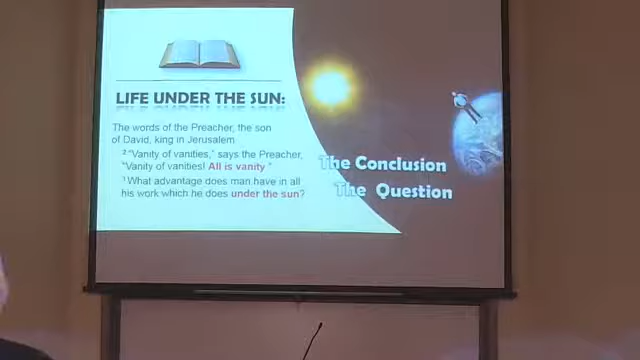 LIFE UNDER THE SUN:
The words of the Preacher, the son
of David, king in Jerusalem
2 "Vanity of vanities," says the Preacher,
"Vanity of vanities! All is vanity "
3 What advantage does man have in all
his work which he does under the sun?
The Conclusion
The Question